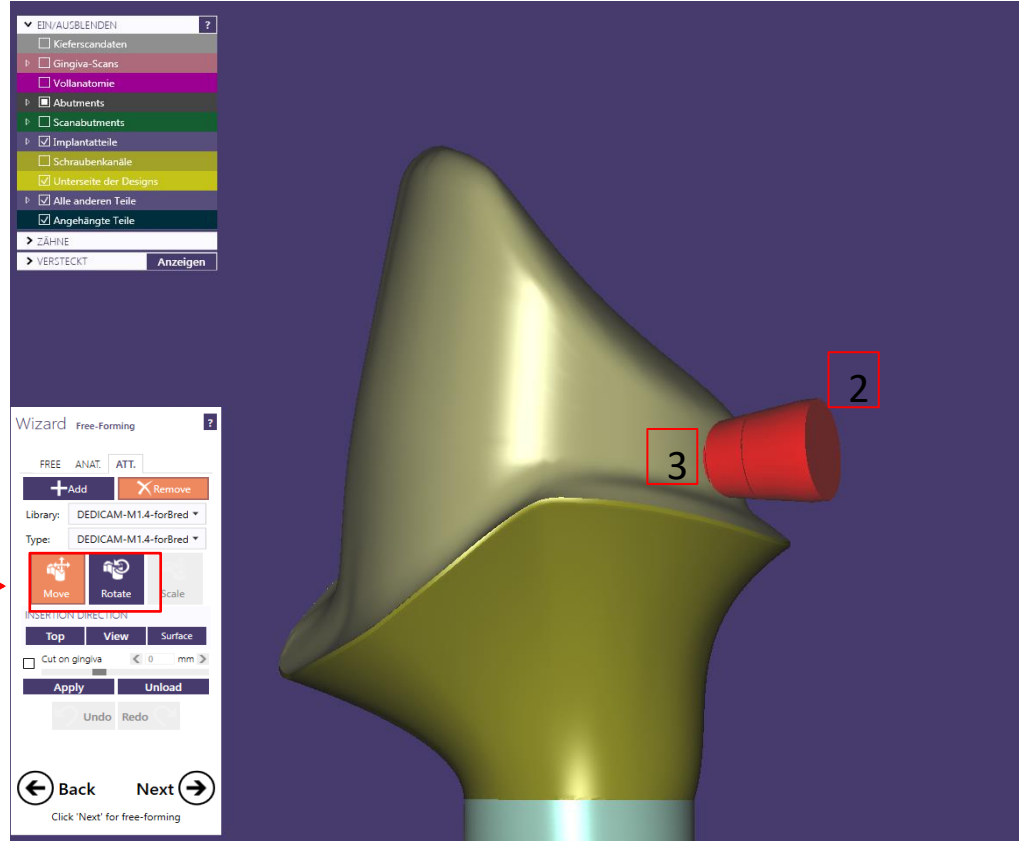 EIN/AUSBLENDEN ?
Kieferscandaten
Gingiva-Scans
Vollanatomie
Abutments
Scanabutments
Implantatteile
Schraubenkanäle
Unterseite der Designs
Alle anderen Teile
Angehängte Teile
ZÄHNE
VERSTECKT Anzeigen
2
3
Wizard Free-Forming ?
FREE ANAT. ATT.
Add Remove
Library: DEDICAM-M1.4-forBred
Type: DEDICAM-M1.4-forBred
Move Rotate Scale
INSERTION DIRECTION
Top View Surface
Cut on gingiva 0 mm
Apply Unload
Undo Redo
Back Next
Click 'Next' for free-forming